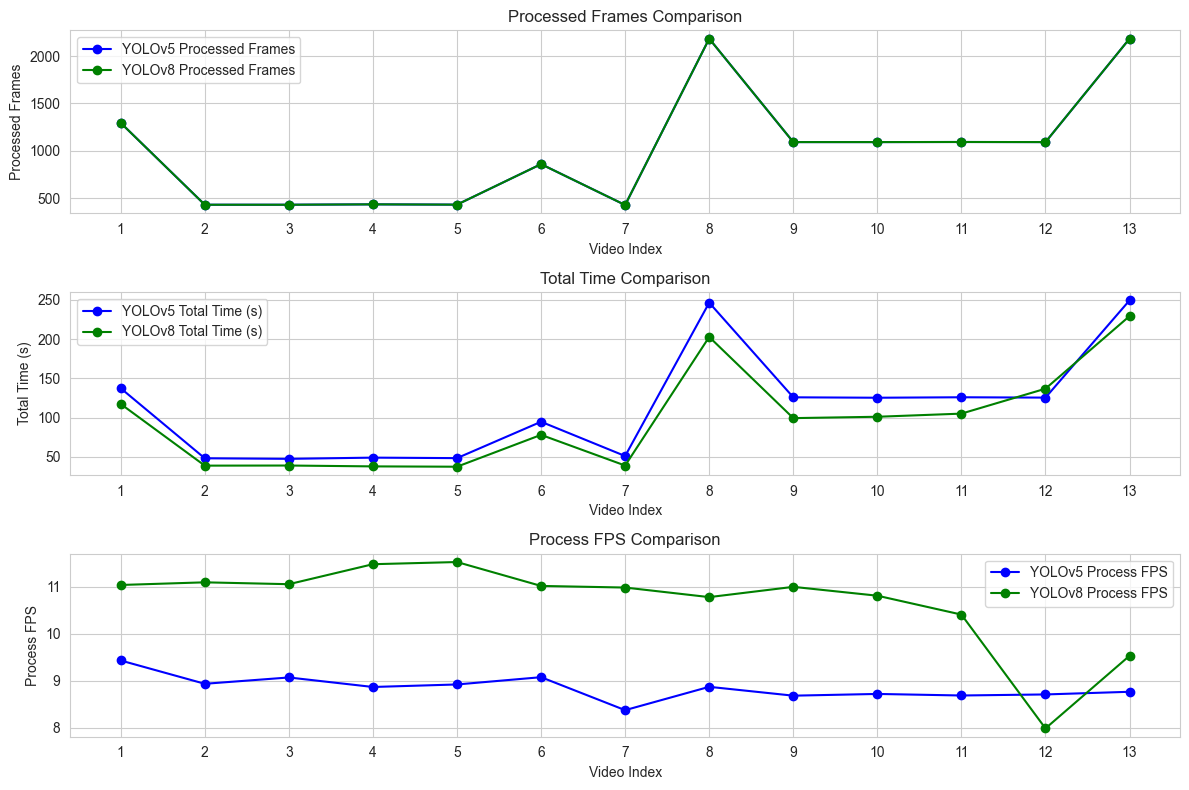 Processed Frames Comparison
YOLOv5 Processed Frames
YOLOv8 Processed Frames
Processed Frames
2000
1500
1000
500
1 2 3 4 5 6 7 8 9 10 11 12 13
Video Index
Total Time Comparison
YOLOv5 Total Time (s)
YOLOv8 Total Time (s)
Total Time (s)
250
200
150
100
50
1 2 3 4 5 6 7 8 9 10 11 12 13
Video Index
Process FPS Comparison
YOLOv5 Process FPS
YOLOv8 Process FPS
Process FPS
11
10
9
8
1 2 3 4 5 6 7 8 9 10 11 12 13
Video Index